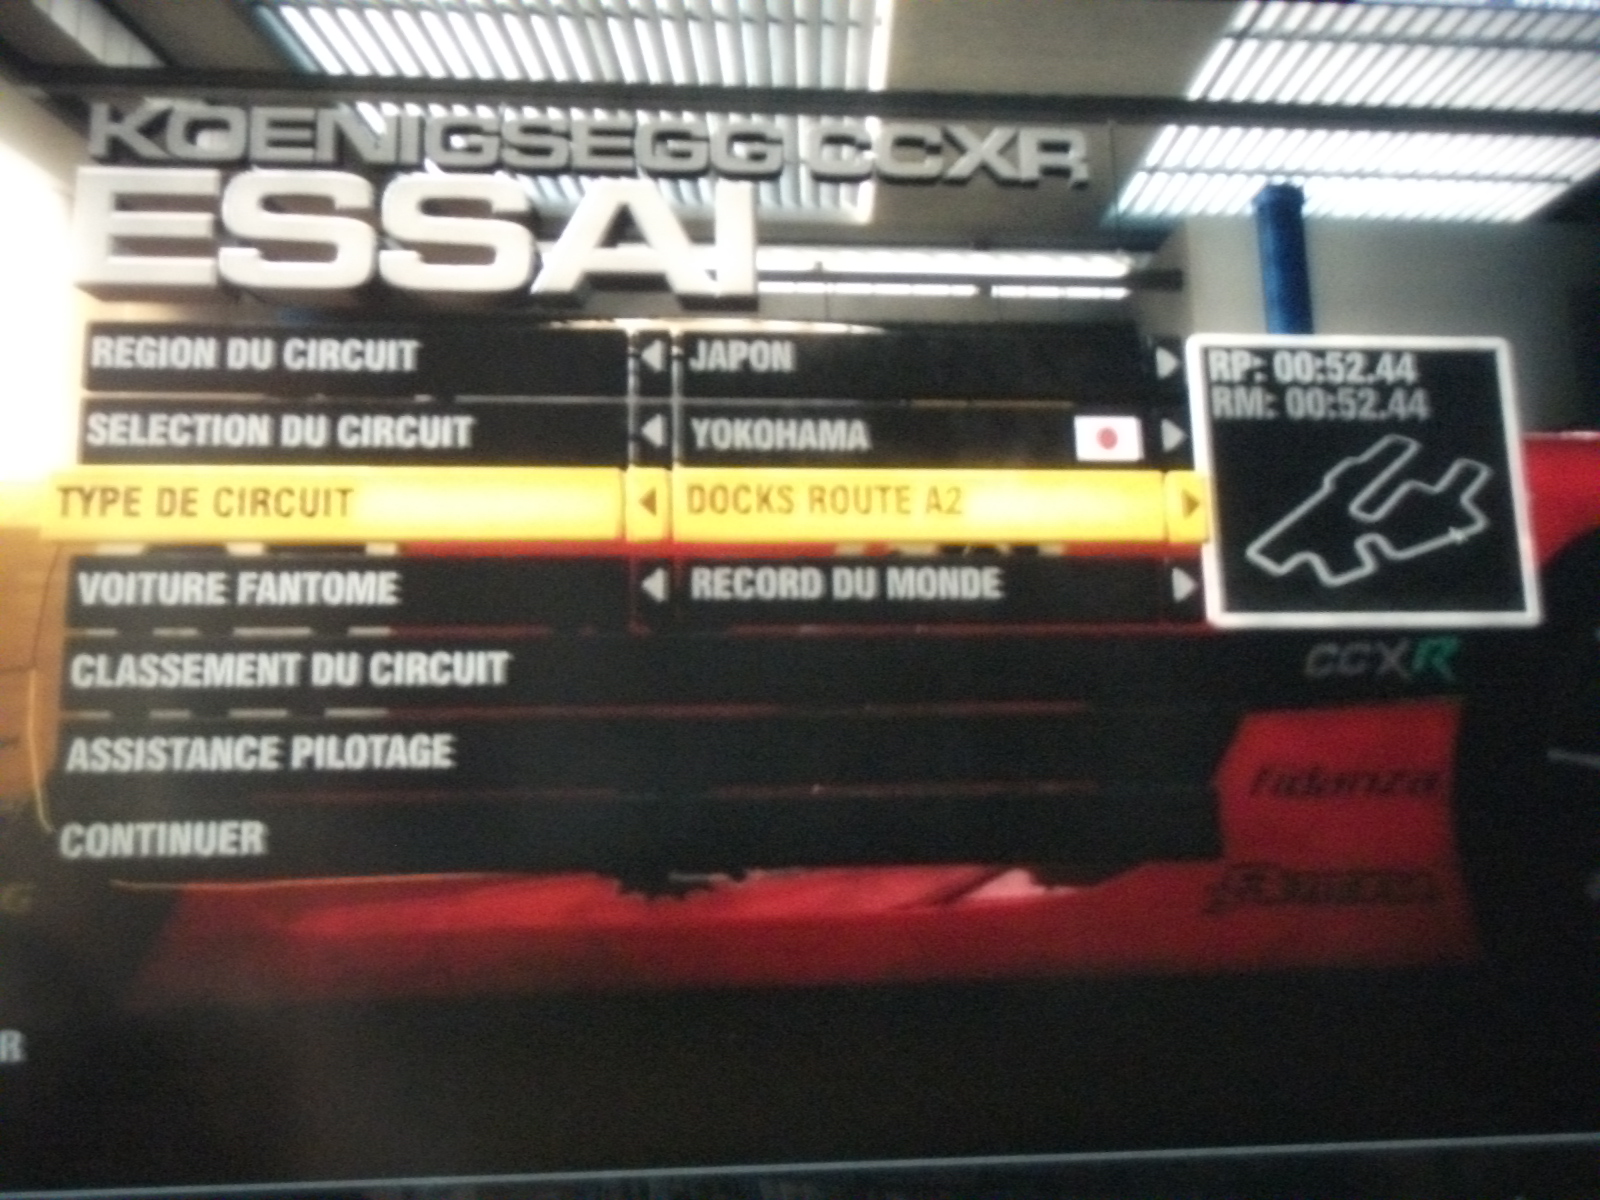 KOENIGSEGG CCXR
ESSAI
REGION DU CIRCUIT JAPON
SELECTION DU CIRCUIT YOKOHAMA
TYPE DE CIRCUIT DOCKS ROUTE A2
VOITURE FANTOME RECORD DU MONDE
CLASSEMENT DU CIRCUIT
ASSISTANCE PILOTAGE
CONTINUER
RP: 00:52.44
RM: 00:52.44
CCXR
fidanza
R